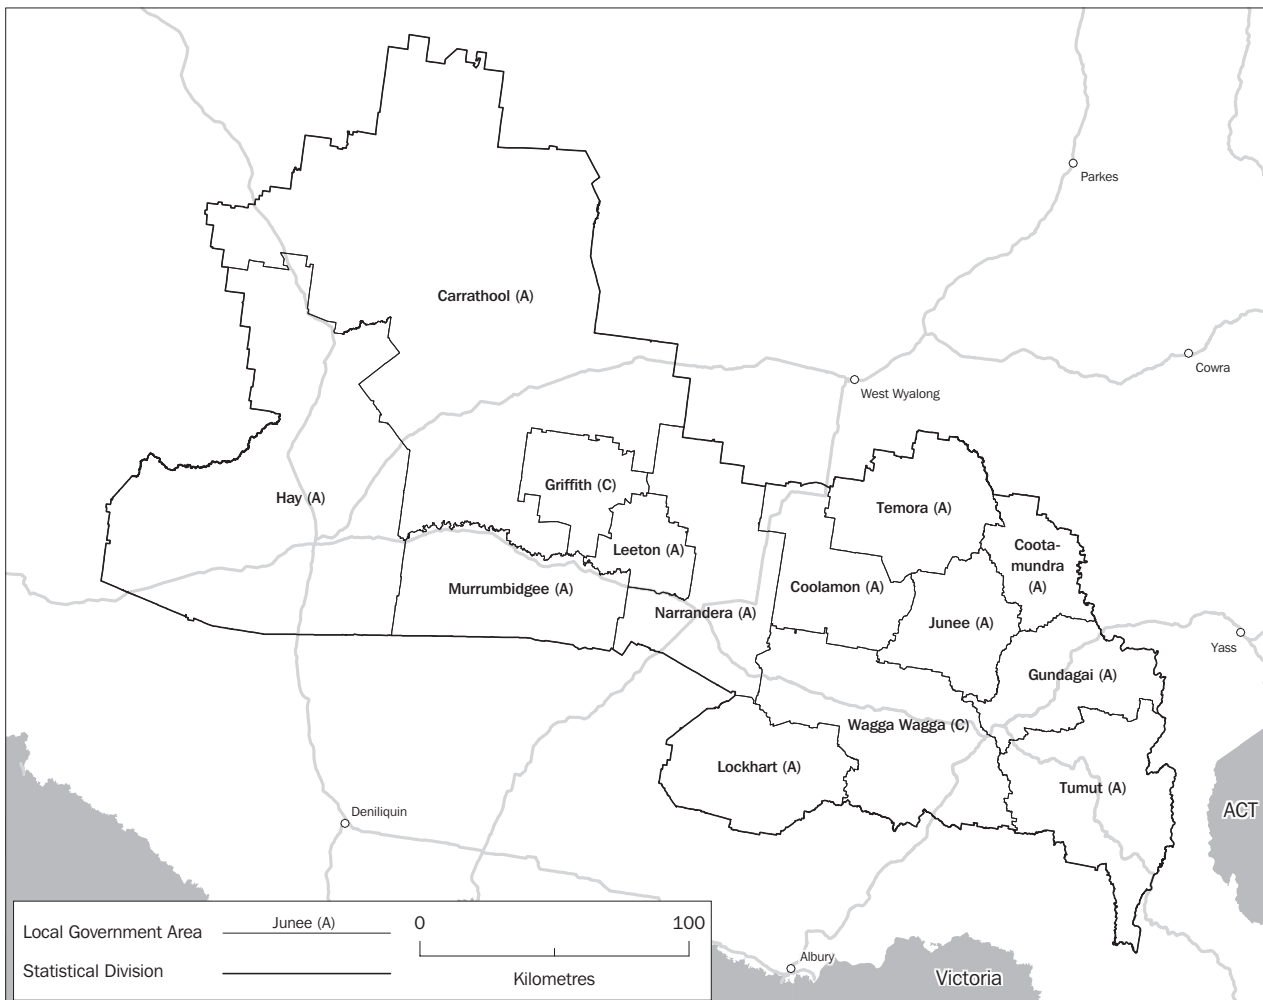 Parkes
Carrathool (A)
Cowra
West Wyalong
Griffith (C)
Hay (A)
Temora (A)
Leeton (A)
Coota-
mundra
(A)
Murrumbidgee (A)
Coolamon (A)
Narrandera (A)
Junee (A)
Yass
Gundagai (A)
Wagga Wagga (C)
Lockhart (A)
Tumut (A)
ACT
Deniliquin
Local Government Area
Junee (A)
0
100
Statistical Division
Kilometres
Albury
Victoria